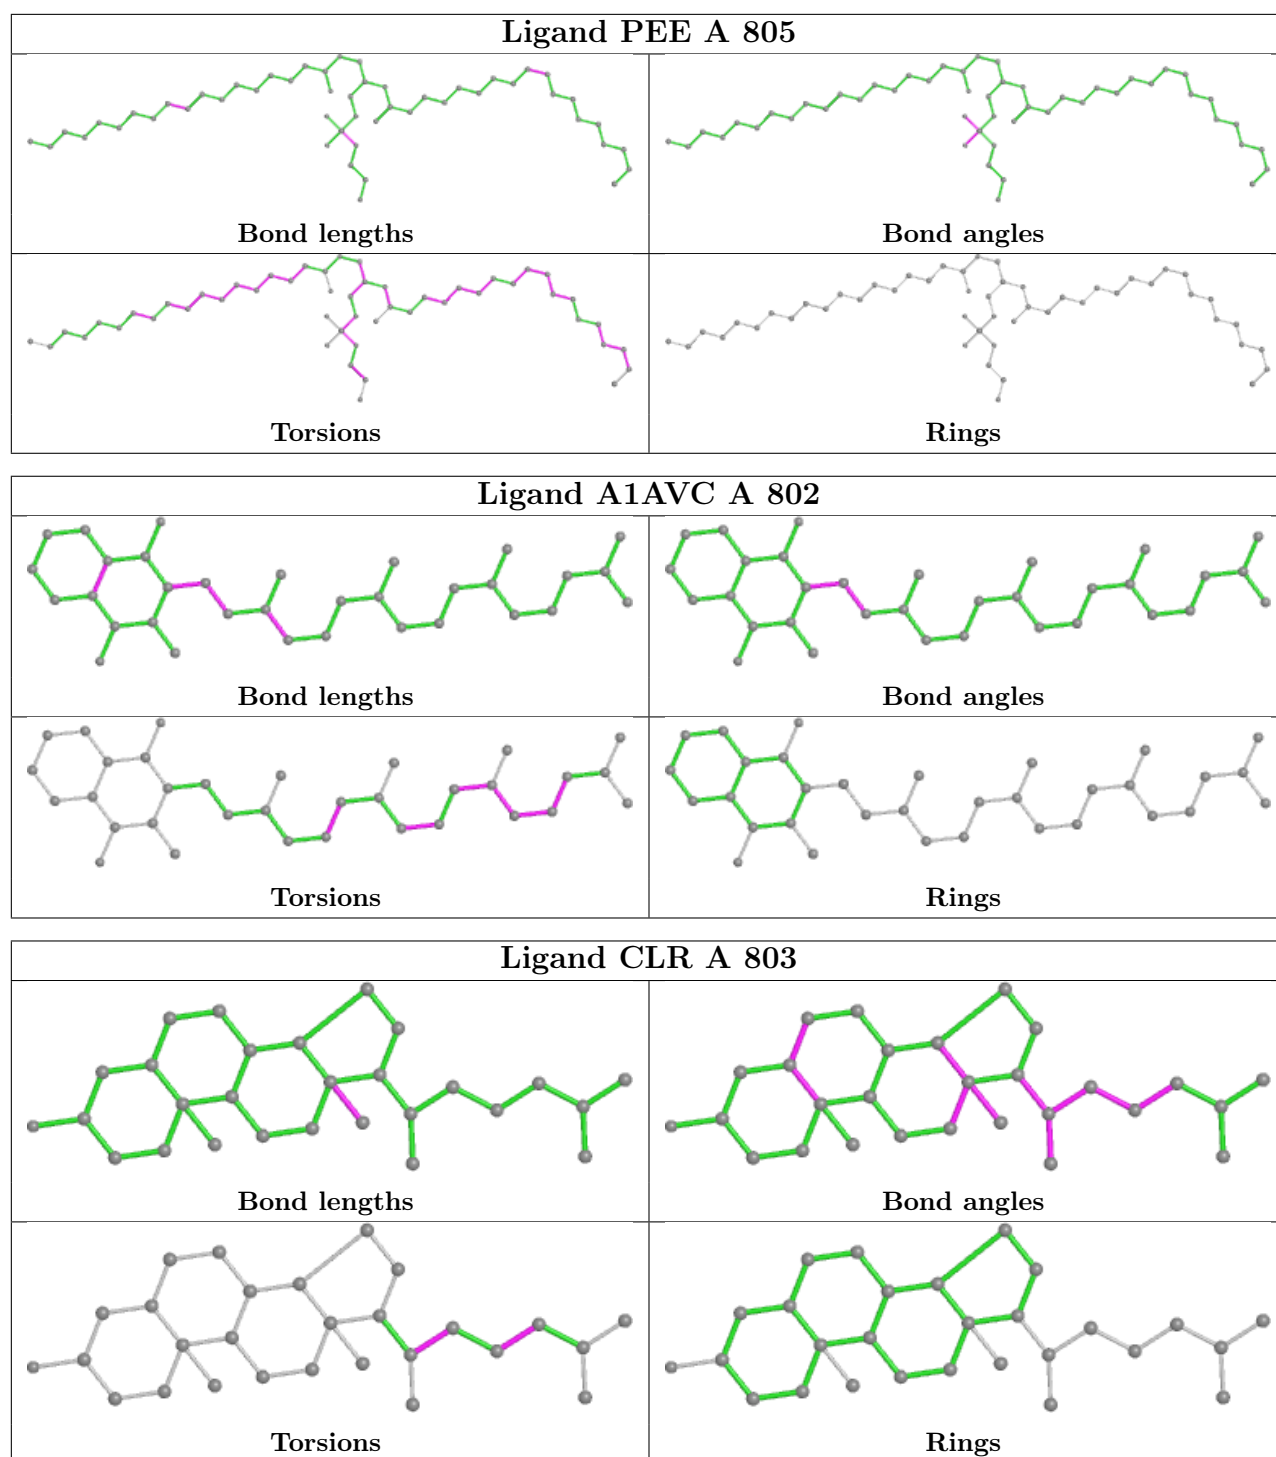 Ligand PEE A 805
Bond lengths
Bond angles
Torsions
Rings
Ligand A1AVC A 802
Bond lengths
Bond angles
Torsions
Rings
Ligand CLR A 803
Bond lengths
Bond angles
Torsions
Rings